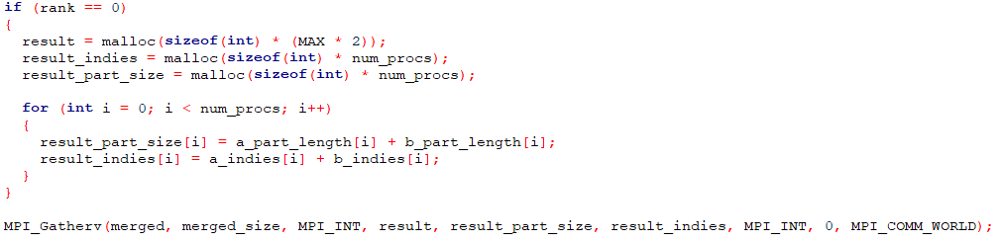 if (rank == 0)
{
  result = malloc(sizeof(int) * (MAX * 2));
  result_indies = malloc(sizeof(int) * num_procs);
  result_part_size = malloc(sizeof(int) * num_procs);

  for (int i = 0; i < num_procs; i++)
  {
    result_part_size[i] = a_part_length[i] + b_part_length[i];
    result_indies[i] = a_indies[i] + b_indies[i];
  }
}

MPI_Gatherv(merged, merged_size, MPI_INT, result, result_part_size, result_indies, MPI_INT, 0, MPI_COMM_WORLD);